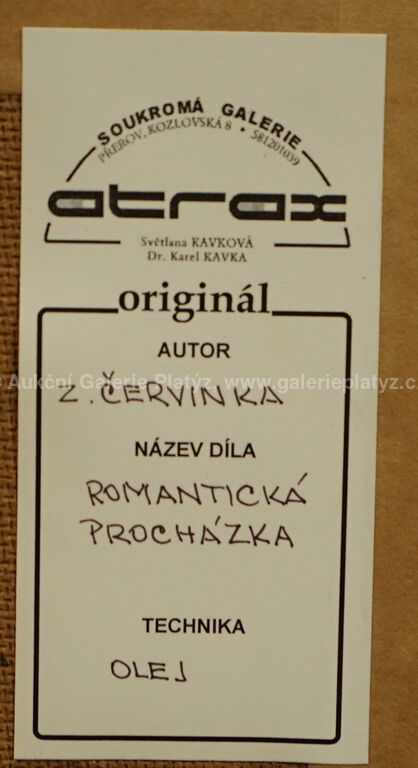 SOUKROMÁ GALERIE
PŘEROV, KOZLOVSKÁ 8 • 581201039
atrax
Světlana KAVKOVÁ
Dr. Karel KAVKA
originál
AUTOR
© Aukční Galerie Platýz, www.galerieplatyz.c
Z. ČERVINKA
NÁZEV DÍLA
ROMANTICKÁ
PROCHÁZKA
TECHNIKA
OLEJ